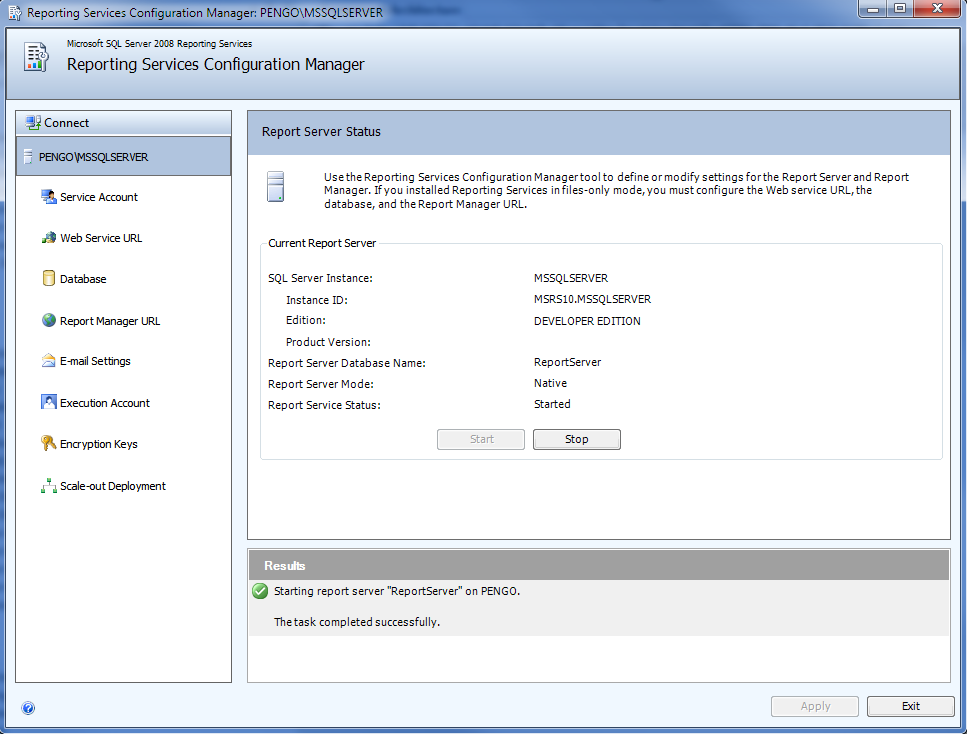 Reporting Services Configuration Manager: PENGO\MSSQLSERVER
Microsoft SQL Server 2008 Reporting Services
Reporting Services Configuration Manager
Connect
PENGO\MSSQLSERVER
Service Account
Web Service URL
Database
Report Manager URL
E-mail Settings
Execution Account
Encryption Keys
Scale-out Deployment
Report Server Status
Use the Reporting Services Configuration Manager tool to define or modify settings for the Report Server and Report
Manager. If you installed Reporting Services in files-only mode, you must configure the Web service URL, the
database, and the Report Manager URL.
Current Report Server
SQL Server Instance: MSSQLSERVER
Instance ID: MSRS10.MSSQLSERVER
Edition: DEVELOPER EDITION
Product Version:
Report Server Database Name: ReportServer
Report Server Mode: Native
Report Service Status: Started
Start Stop
Results
Starting report server "ReportServer" on PENGO.
The task completed successfully.
Apply Exit